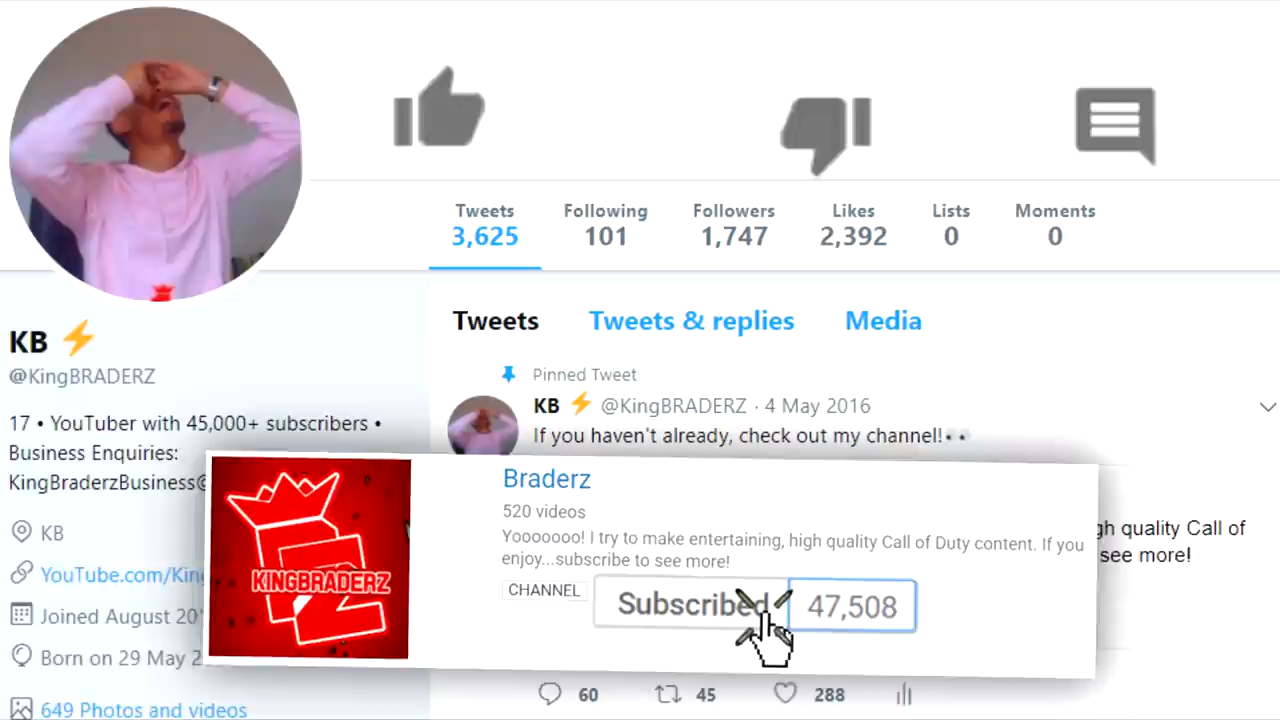 Tweets Following Followers Likes Lists Moments
3,625 101 1,747 2,392 0 0
KB
@KingBRADERZ
17 • YouTuber with 45,000+ subscribers •
Business Enquiries:
KingBraderzBusiness@
KB
YouTube.com/King
Joined August 20
Born on 29 May 2
649 Photos and videos
Tweets Tweets & replies Media
Pinned Tweet
KB @KingBRADERZ · 4 May 2016
If you haven't already, check out my channel!
KINGBRADERZ
Braderz
520 videos
Yooooooo! I try to make entertaining, high quality Call of Duty content. If you
enjoy...subscribe to see more!
CHANNEL Subscribed 47,508
gh quality Call of
see more!
60 45 288